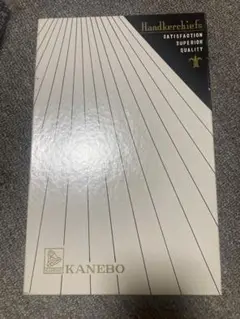 Handkerchiefs
SATISFACTION
SUPERIOR
QUALITY
KANEBO